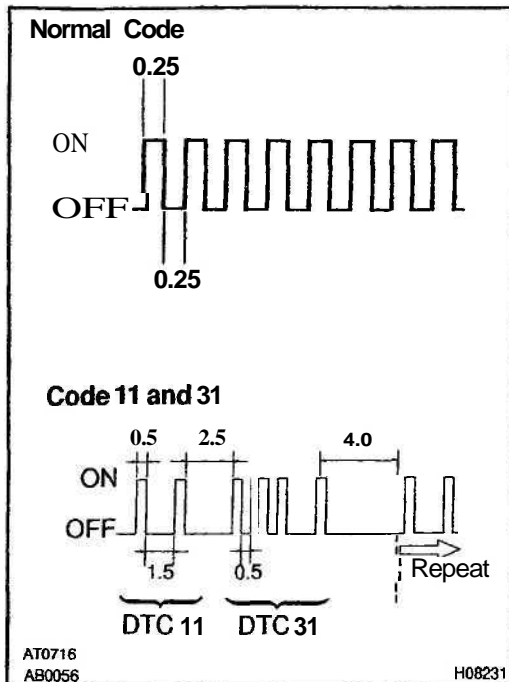 Normal Code
0.25
ON
OFF
0.25
Code 11 and 31
0.5 2.5 4.0
ON
OFF
1.5 0.5 Repeat
DTC 11 DTC 31
AT0716
AB0056 H08231